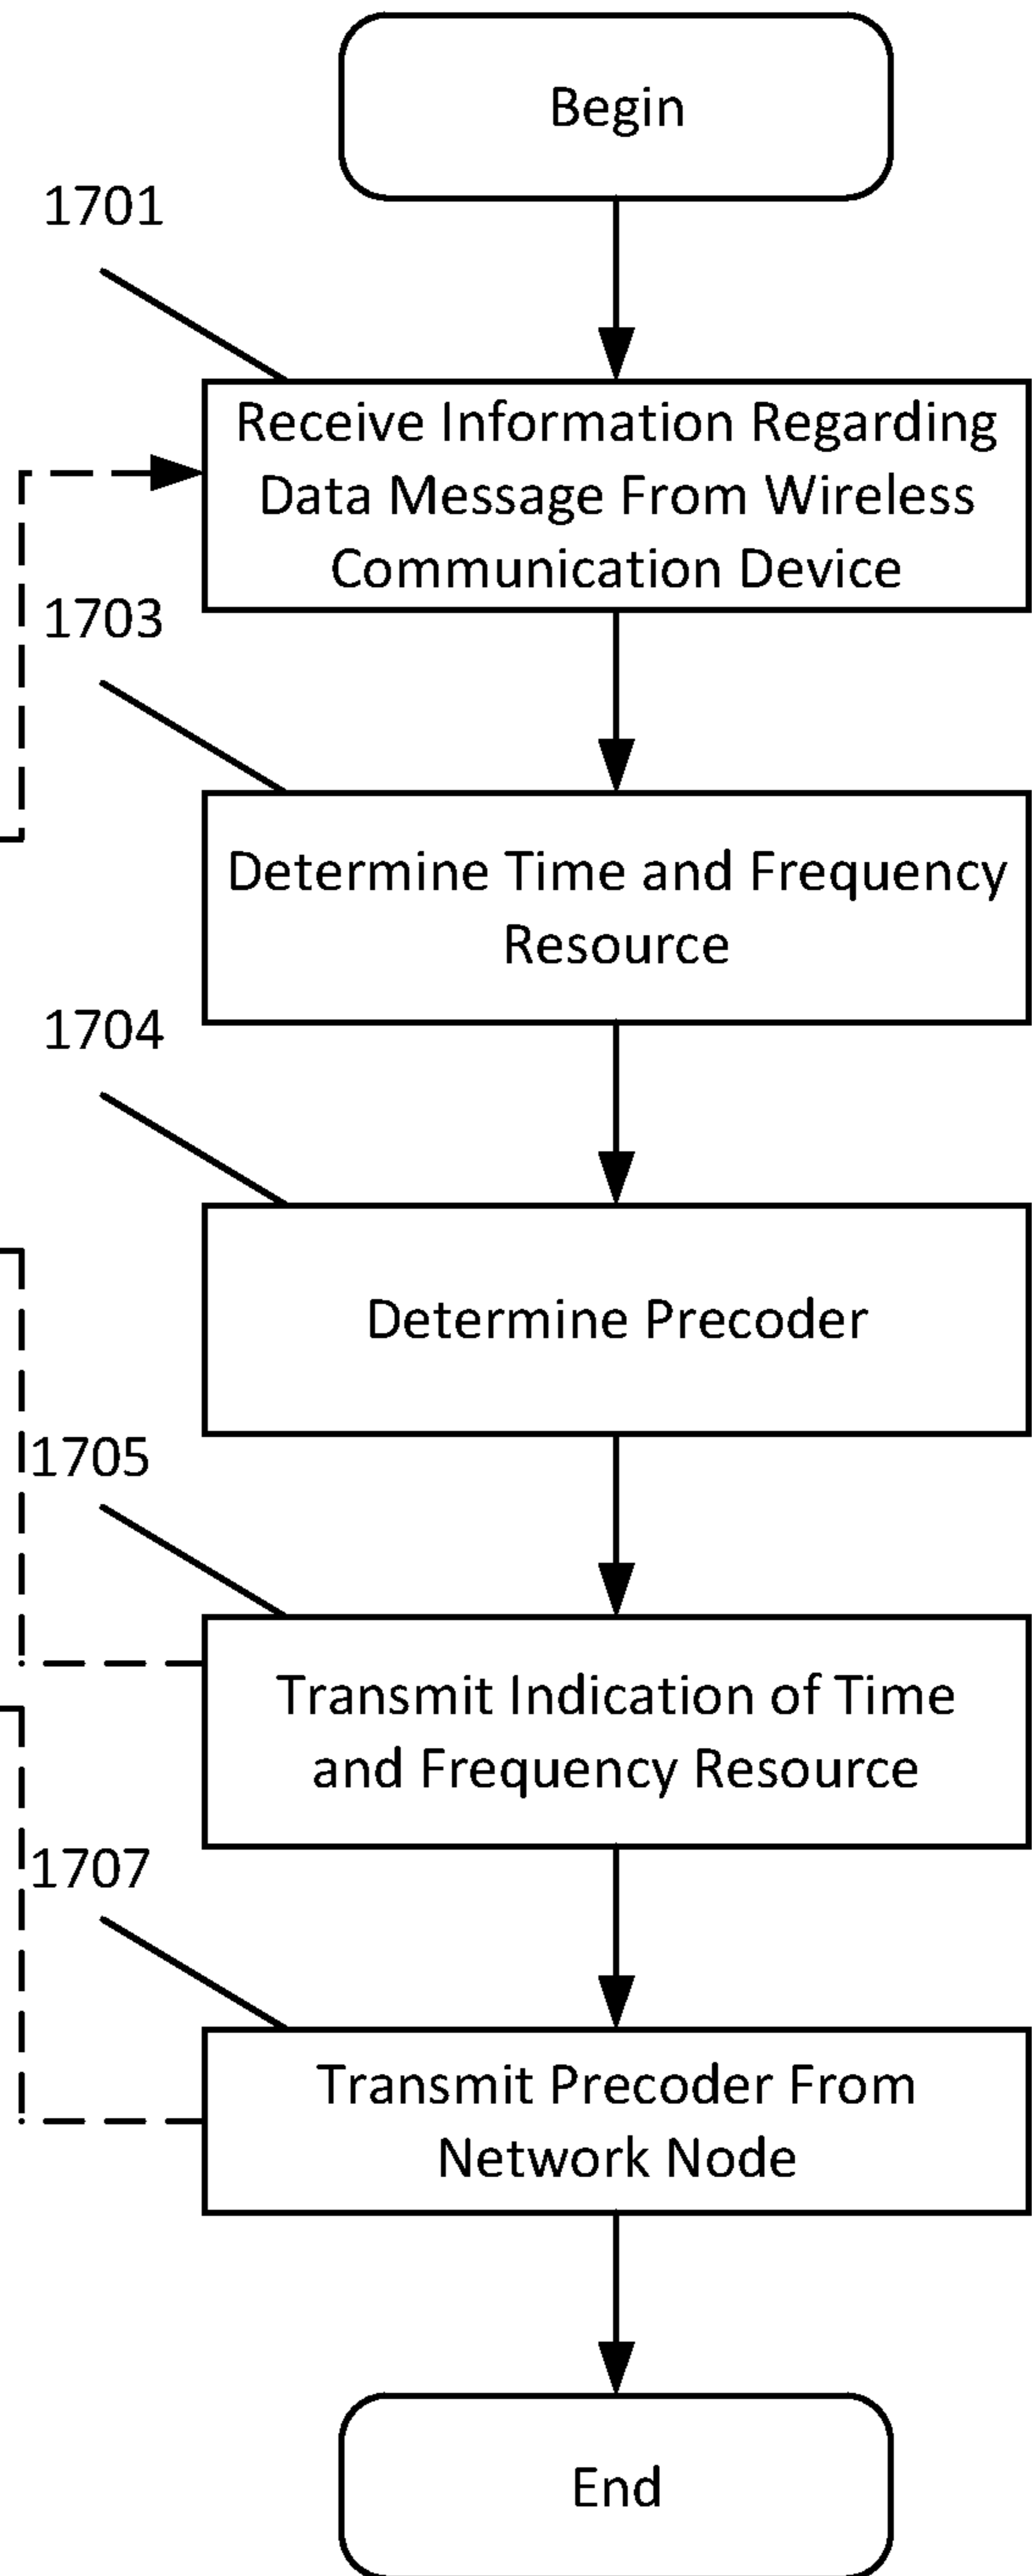 Begin
1701
Receive Information Regarding
Data Message From Wireless
Communication Device
1703
Determine Time and Frequency
Resource
1704
Determine Precoder
1705
Transmit Indication of Time
and Frequency Resource
1707
Transmit Precoder From
Network Node
End